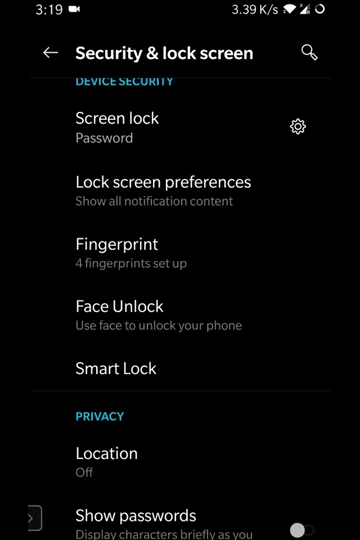 3:19 3.39 K/s
Security & lock screen
DEVICE SECURITY
Screen lock
Password
Lock screen preferences
Show all notification content
Fingerprint
4 fingerprints set up
Face Unlock
Use face to unlock your phone
Smart Lock
PRIVACY
Location
Off
Show passwords
Display characters briefly as you